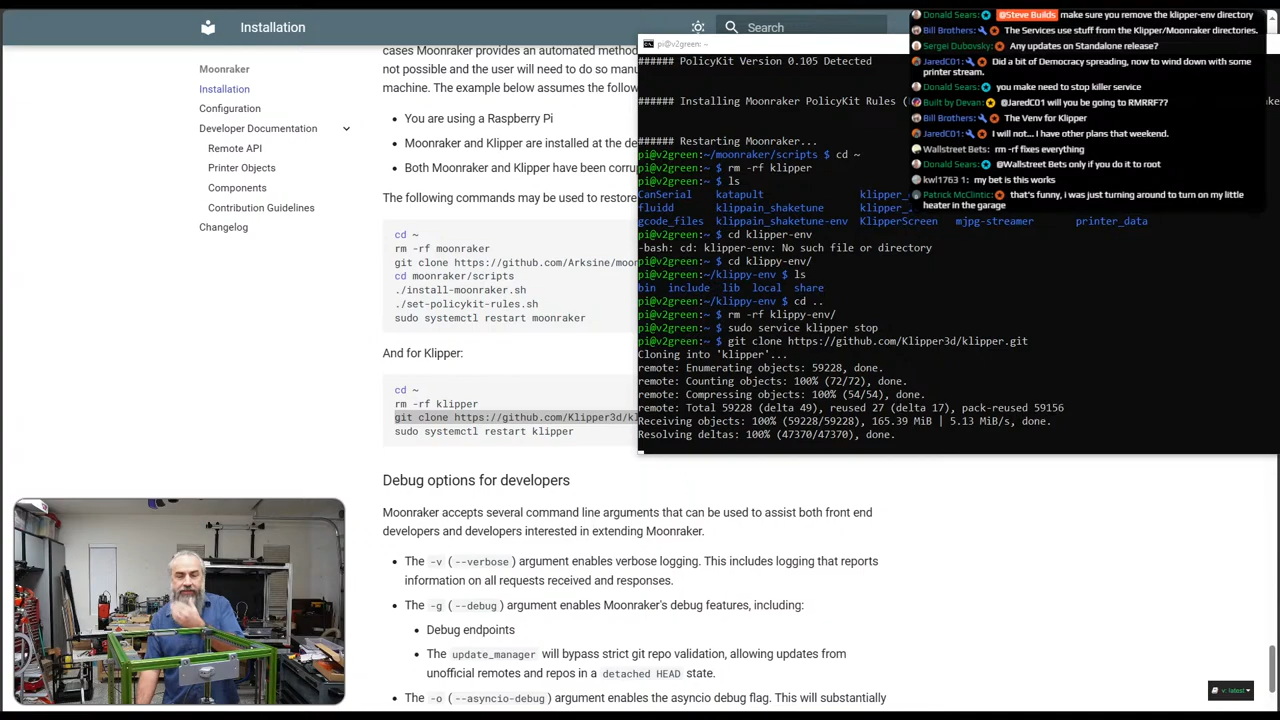 Installation
Search
Moonraker
Installation
Configuration
Developer Documentation
Remote API
Printer Objects
Components
Contribution Guidelines
Changelog
cases Moonraker provides an automated method
not possible and the user will need to do so manu
machine. The example below assumes the follow
You are using a Raspberry Pi
Moonraker and Klipper are installed at the de
Both Moonraker and Klipper have been corru
The following commands may be used to restore
cd ~
rm -rf moonraker
git clone https://github.com/Arksine/moon
cd moonraker/scripts
./install-moonraker.sh
./set-policykit-rules.sh
sudo systemctl restart moonraker
And for Klipper:
cd ~
rm -rf klipper
git clone https://github.com/Klipper3d/kl
sudo systemctl restart klipper
Debug options for developers
Moonraker accepts several command line arguments that can be used to assist both front end
developers and developers interested in extending Moonraker.
The -v ( --verbose ) argument enables verbose logging. This includes logging that reports
information on all requests received and responses.
The -g ( --debug ) argument enables Moonraker's debug features, including:
Debug endpoints
The update_manager will bypass strict git repo validation, allowing updates from
unofficial remotes and repos in a detached HEAD state.
The -o ( --asyncio-debug ) argument enables the asyncio debug flag. This will substantially
pi@v2green: ~
###### PolicyKit Version 0.105 Detected
###### Installing Moonraker PolicyKit Rules (
###### Restarting Moonraker...
pi@v2green:~/moonraker/scripts $ cd ~
pi@v2green:~ $ rm -rf klipper
pi@v2green:~ $ ls
CanSerial katapult klipper_
fluidd klippain_shaketune klipper_
gcode_files klippain_shaketune-env KlipperScreen mjpg-streamer printer_data
pi@v2green:~ $ cd klipper-env
-bash: cd: klipper-env: No such file or directory
pi@v2green:~ $ cd klippy-env/
pi@v2green:~/klippy-env $ ls
bin include lib local share
pi@v2green:~/klippy-env $ cd ..
pi@v2green:~ $ rm -rf klippy-env/
pi@v2green:~ $ sudo service klipper stop
pi@v2green:~ $ git clone https://github.com/Klipper3d/klipper.git
Cloning into 'klipper'...
remote: Enumerating objects: 59228, done.
remote: Counting objects: 100% (72/72), done.
remote: Compressing objects: 100% (54/54), done.
remote: Total 59228 (delta 49), reused 27 (delta 17), pack-reused 59156
Receiving objects: 100% (59228/59228), 165.39 MiB | 5.13 MiB/s, done.
Resolving deltas: 100% (47370/47370), done.
Donald Sears: @Steve Builds make sure you remove the klipper-env directory
Bill Brothers: The Services use stuff from the Klipper/Moonraker directories.
Sergei Dubovsky: Any updates on Standalone release?
JaredC01: Did a bit of Democracy spreading, now to wind down with some
printer stream.
Donald Sears: you make need to stop killer service
Built by Devan: @JaredC01 will you be going to RMRRF??
Bill Brothers: The Venv for Klipper
JaredC01: I will not... I have other plans that weekend.
Wallstreet Bets: rm -rf fixes everything
Donald Sears: @Wallstreet Bets only if you do it to root
kwl1763 1: my bet is this works
Patrick McClintic: that's funny, i was just turning around to turn on my little
heater in the garage
v: latest